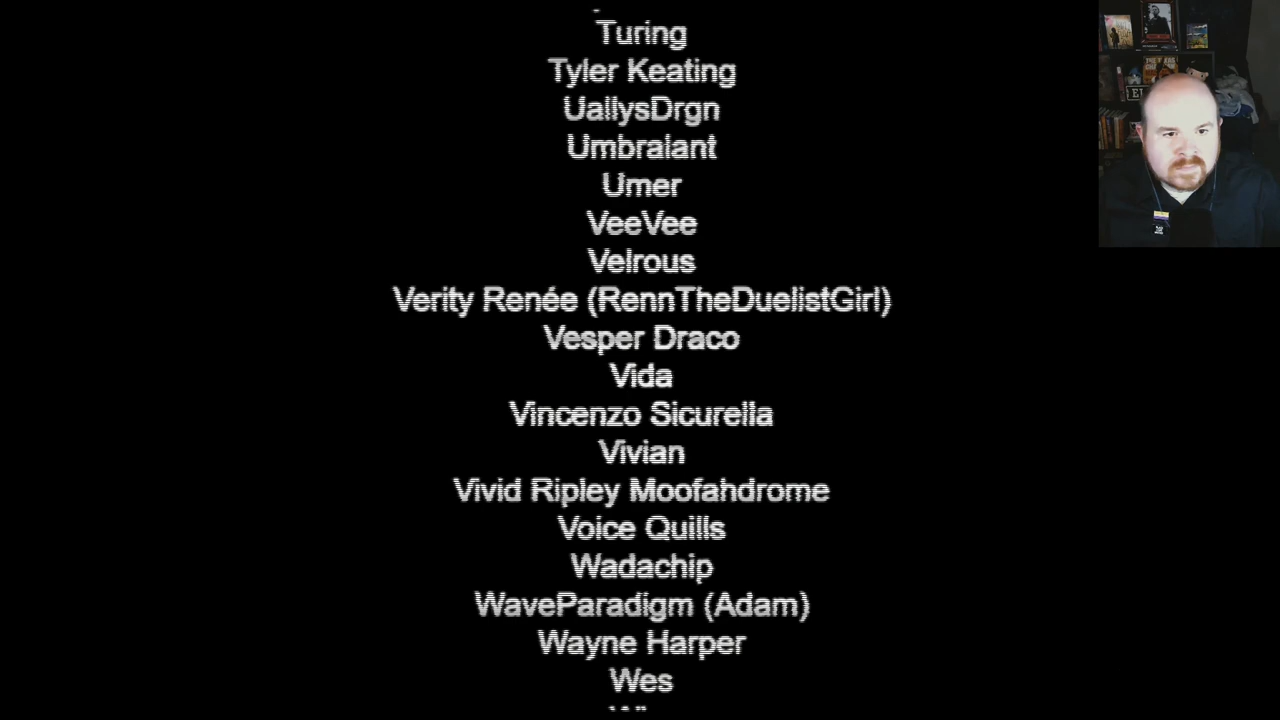 Turing
Tyler Keating
UallysDrgn
Umbralant
Umer
VeeVee
Velrous
Verity Renée (RennTheDuelistGirl)
Vesper Draco
Vida
Vincenzo Sicurella
Vivian
Vivid Ripley Moofahdrome
Voice Quills
Wadachip
WaveParadigm (Adam)
Wayne Harper
Wes